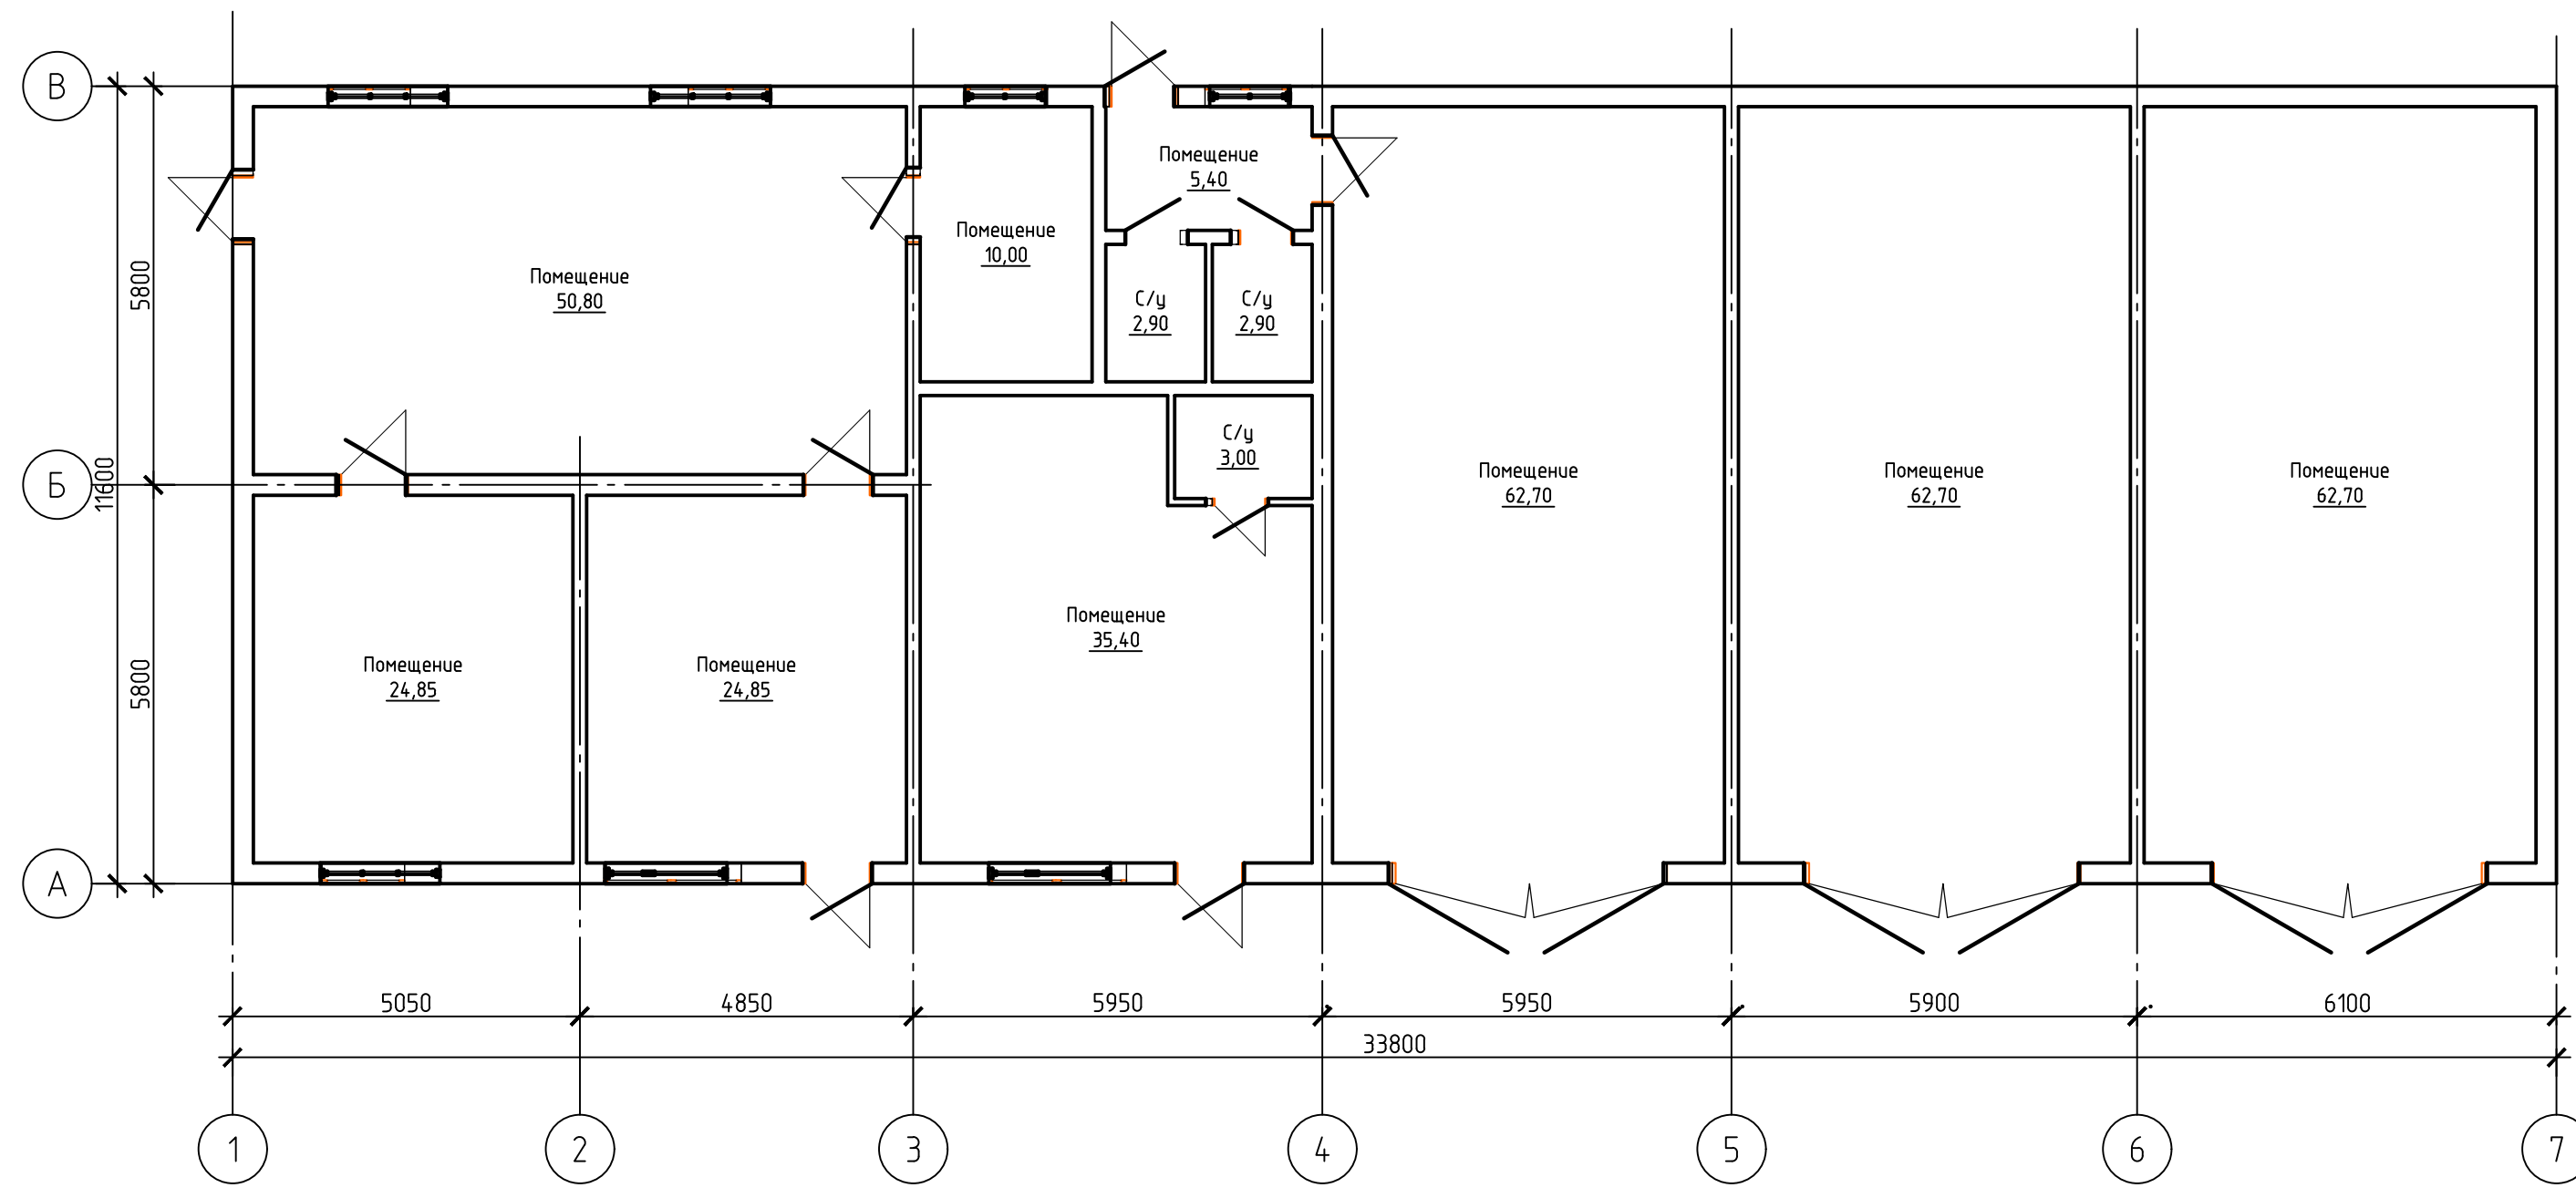 В
Помещение
5,40
Помещение
10,00
5800
Помещение
50,80
С/у
2,90
С/у
2,90
С/у
3,00
Б
11600
Помещение
62,70
Помещение
62,70
Помещение
62,70
Помещение
35,40
5800
Помещение
24,85
Помещение
24,85
А
5050
4850
5950
5950
5900
6100
33800
1
2
3
4
5
6
7